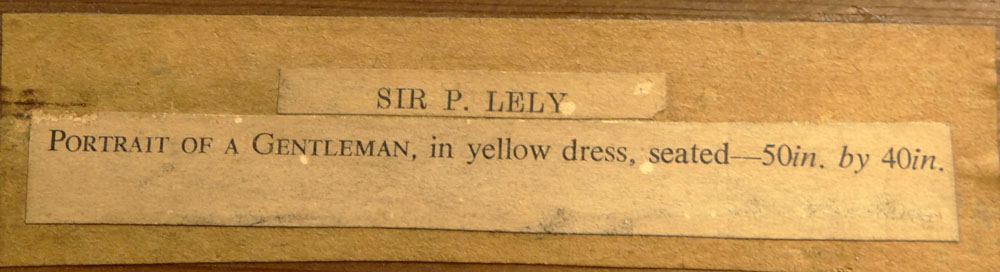 SIR P. LELY
PORTRAIT OF A GENTLEMAN, in yellow dress, seated—50in. by 40in.